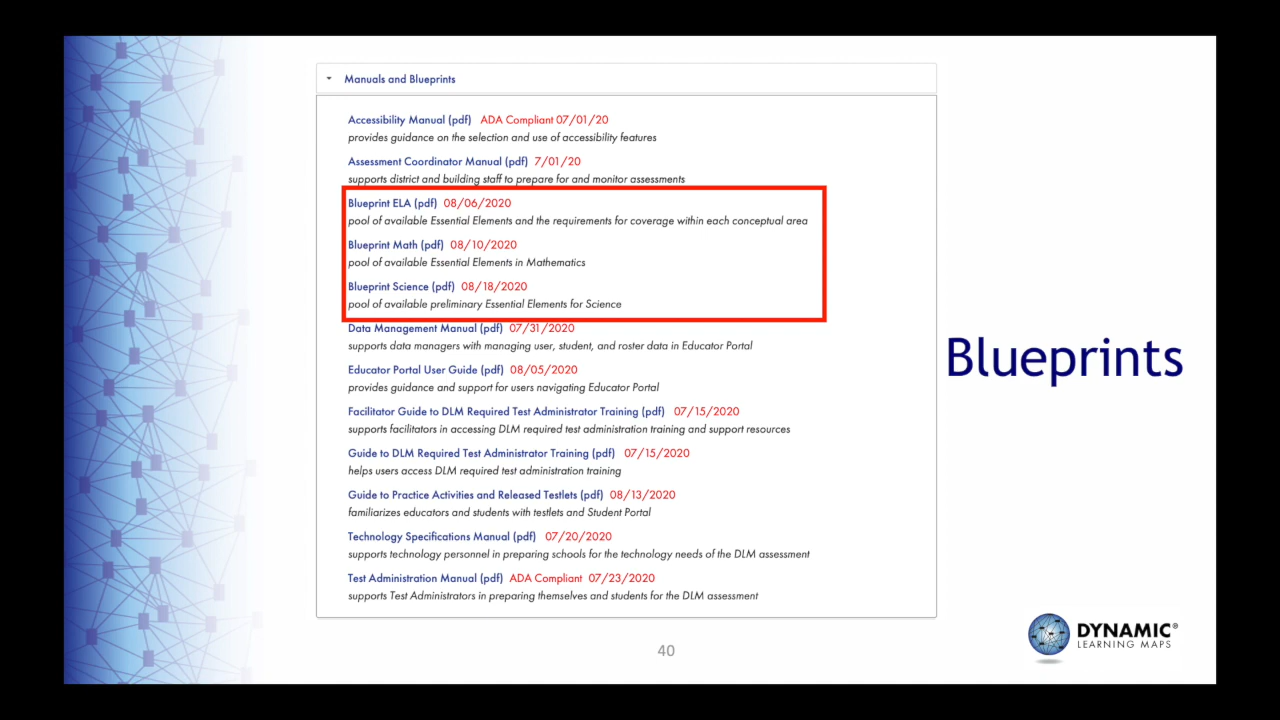 Manuals and Blueprints
Accessibility Manual (pdf) ADA Compliant 07/01/20
provides guidance on the selection and use of accessibility features
Assessment Coordinator Manual (pdf) 7/01/20
supports district and building staff to prepare for and monitor assessments
Blueprint ELA (pdf) 08/06/2020
pool of available Essential Elements and the requirements for coverage within each conceptual area
Blueprint Math (pdf) 08/10/2020
pool of available Essential Elements in Mathematics
Blueprint Science (pdf) 08/18/2020
pool of available preliminary Essential Elements for Science
Data Management Manual (pdf) 07/31/2020
supports data managers with managing user, student, and roster data in Educator Portal
Educator Portal User Guide (pdf) 08/05/2020
provides guidance and support for users navigating Educator Portal
Facilitator Guide to DLM Required Test Administrator Training (pdf) 07/15/2020
supports facilitators in accessing DLM required test administration training and support resources
Guide to DLM Required Test Administrator Training (pdf) 07/15/2020
helps users access DLM required test administration training
Guide to Practice Activities and Released Testlets (pdf) 08/13/2020
familiarizes educators and students with testlets and Student Portal
Technology Specifications Manual (pdf) 07/20/2020
supports technology personnel in preparing schools for the technology needs of the DLM assessment
Test Administration Manual (pdf) ADA Compliant 07/23/2020
supports Test Administrators in preparing themselves and students for the DLM assessment
Blueprints
40
DYNAMIC®
LEARNING MAPS